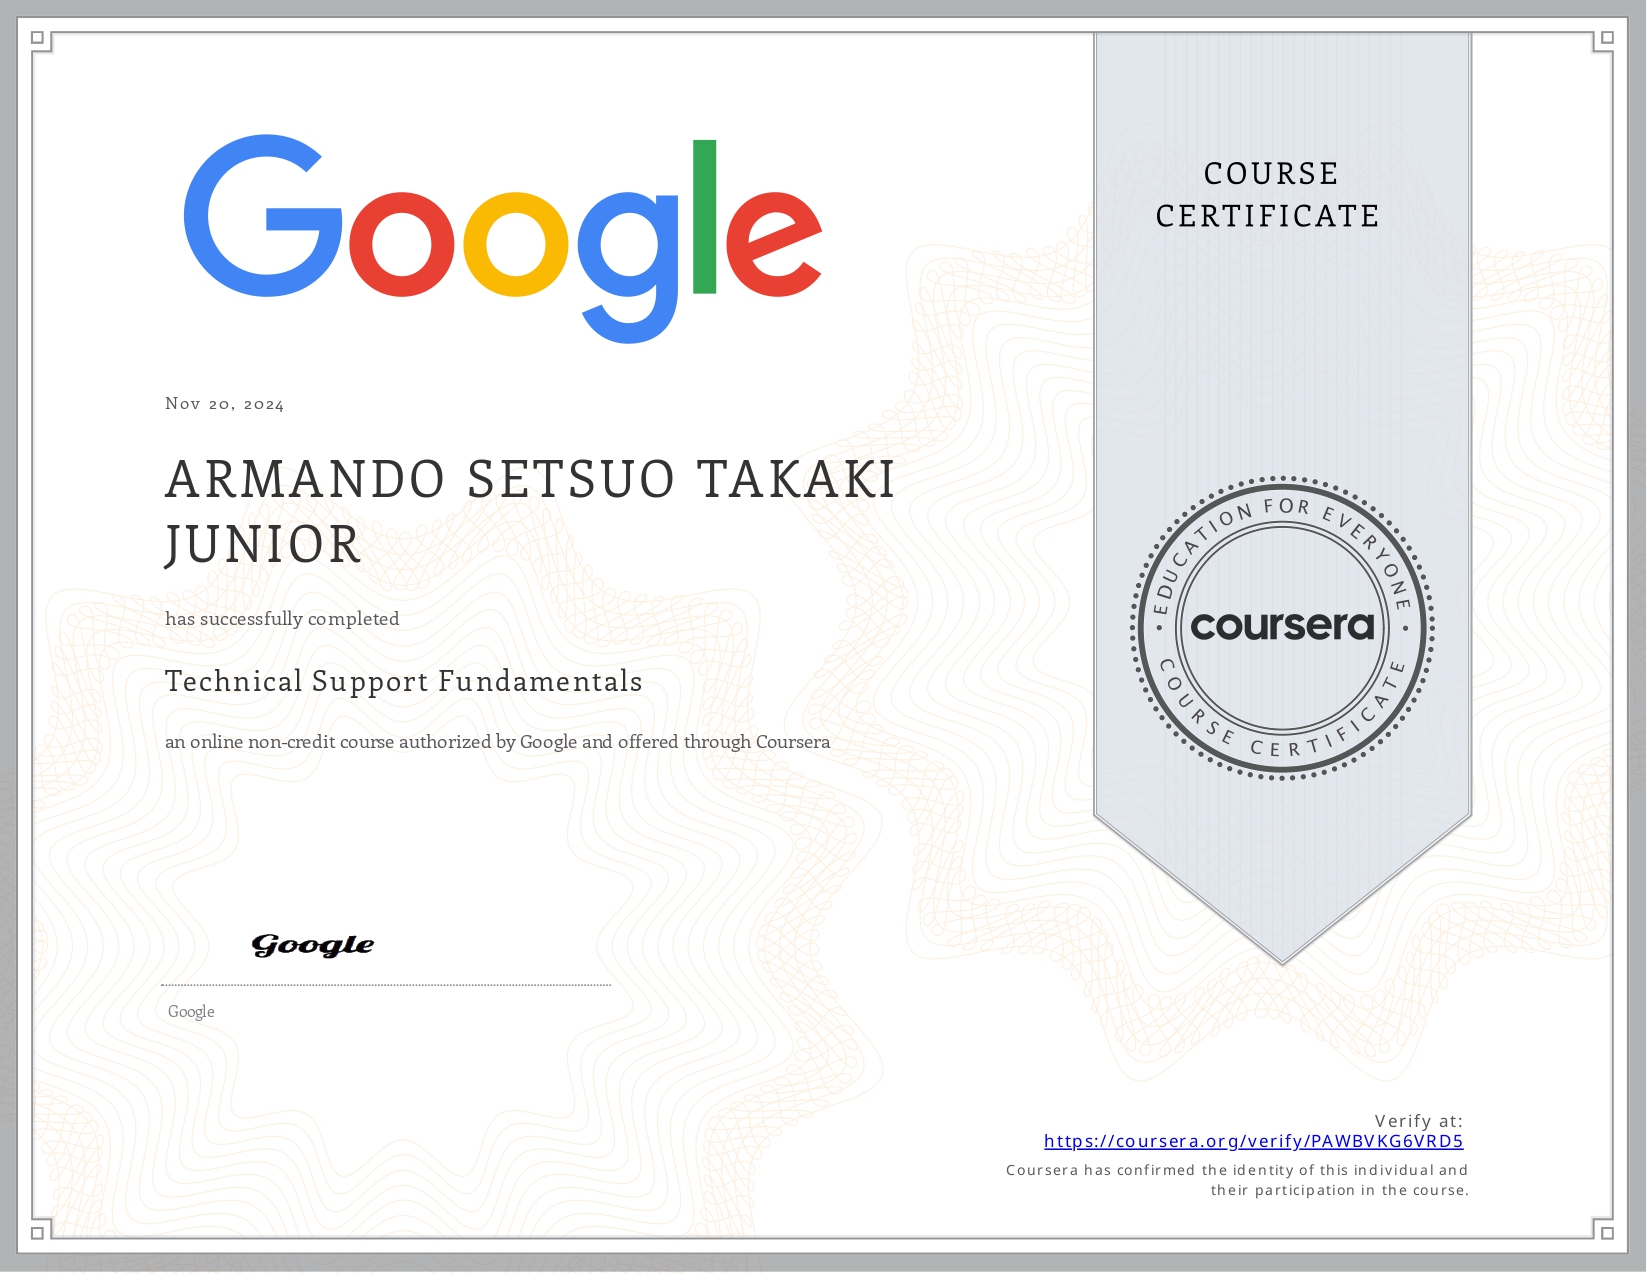 Google
COURSE
CERTIFICATE
Nov 20, 2024
ARMANDO SETSUO TAKAKI
JUNIOR
has successfully completed
Technical Support Fundamentals
an online non-credit course authorized by Google and offered through Coursera
• EDUCATION FOR EVERYONE •
coursera
COURSE CERTIFICATE
Google
Google
Verify at:
https://coursera.org/verify/PAWBVKG6VRD5
Coursera has confirmed the identity of this individual and
their participation in the course.